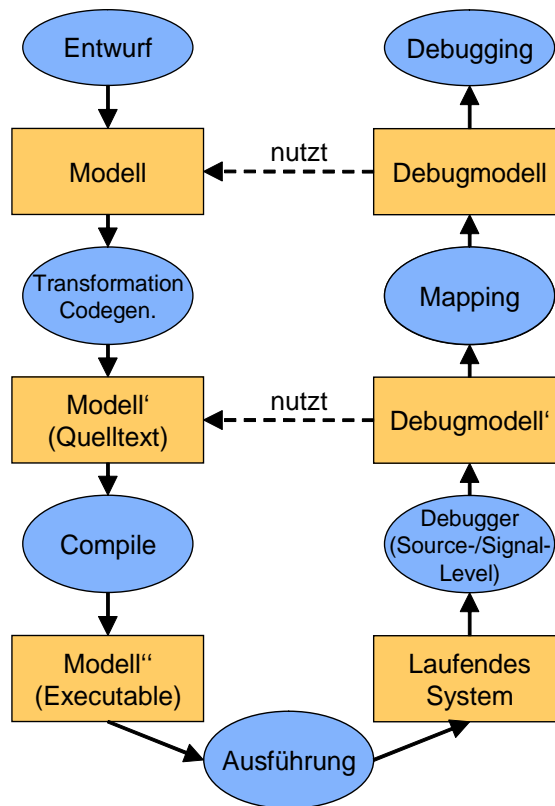 Entwurf
Debugging
Modell
nutzt
Debugmodell
Transformation
Codegen.
Mapping
Modell‘
(Quelltext)
nutzt
Debugmodell‘
Compile
Debugger
(Source-/Signal-
Level)
Modell‘‘
(Executable)
Laufendes
System
Ausführung